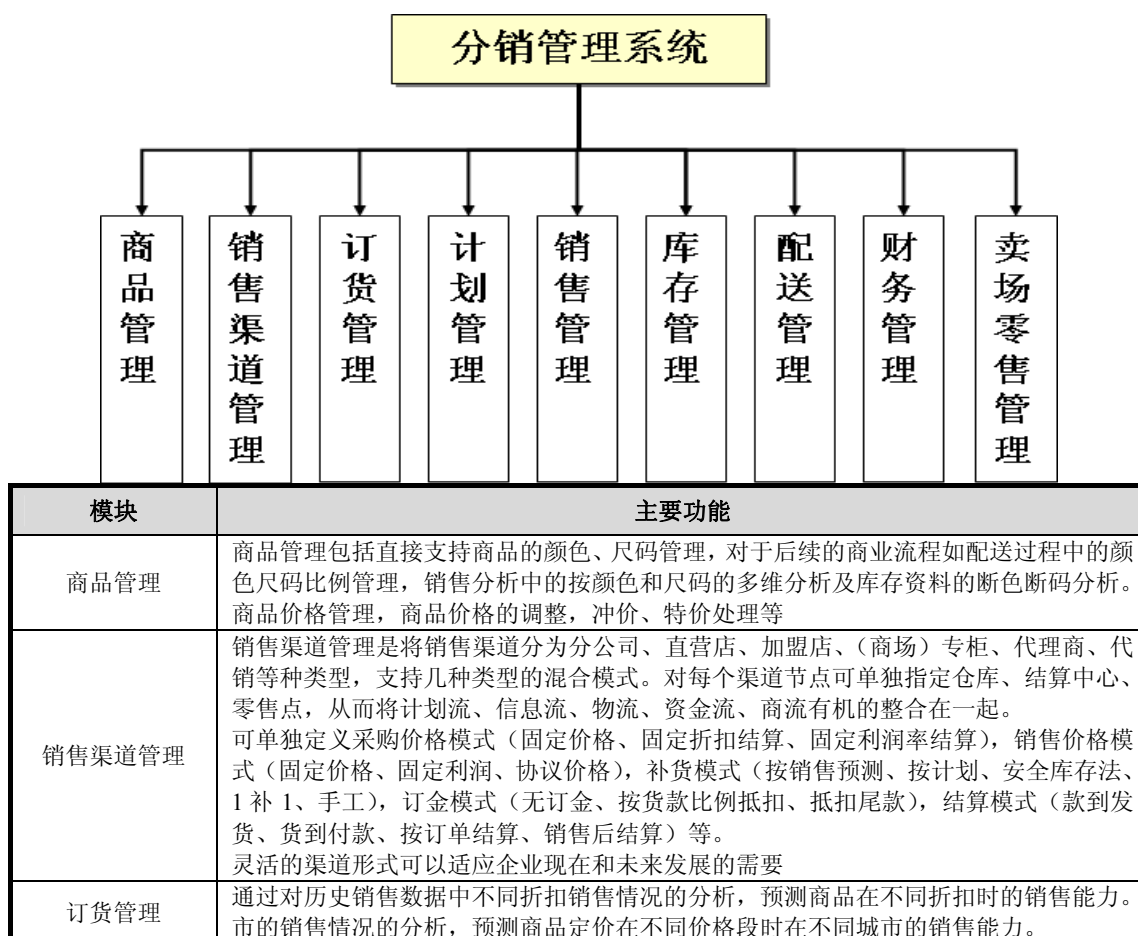 分销管理系统
商品管理
销售渠道管理
订货管理
计划管理
销售管理
库存管理
配送管理
财务管理
卖场零售管理
模块
主要功能
商品管理
商品管理包括直接支持商品的颜色、尺码管理，对于后续的商业流程如配送过程中的颜
色尺码比例管理，销售分析中的按颜色和尺码的多维分析及库存资料的断色断码分析。
商品价格管理，商品价格的调整，冲价、特价处理等
销售渠道管理
销售渠道管理是将销售渠道分为分公司、直营店、加盟店、（商场）专柜、代理商、代
销等种类型，支持几种类型的混合模式。对每个渠道节点可单独指定仓库、结算中心、
零售点，从而将计划流、信息流、物流、资金流、商流有机的整合在一起。
可单独定义采购价格模式（固定价格、固定折扣结算、固定利润率结算），销售价格模
式（固定价格、固定利润、协议价格），补货模式（按销售预测、按计划、安全库存法、
1 补 1、手工），订金模式（无订金、按货款比例抵扣、抵扣尾款），结算模式（款到发
货、货到付款、按订单结算、销售后结算）等。
灵活的渠道形式可以适应企业现在和未来发展的需要
订货管理
通过对历史销售数据中不同折扣销售情况的分析，预测商品在不同折扣时的销售能力。
市的销售情况的分析，预测商品定价在不同价格段时在不同城市的销售能力。